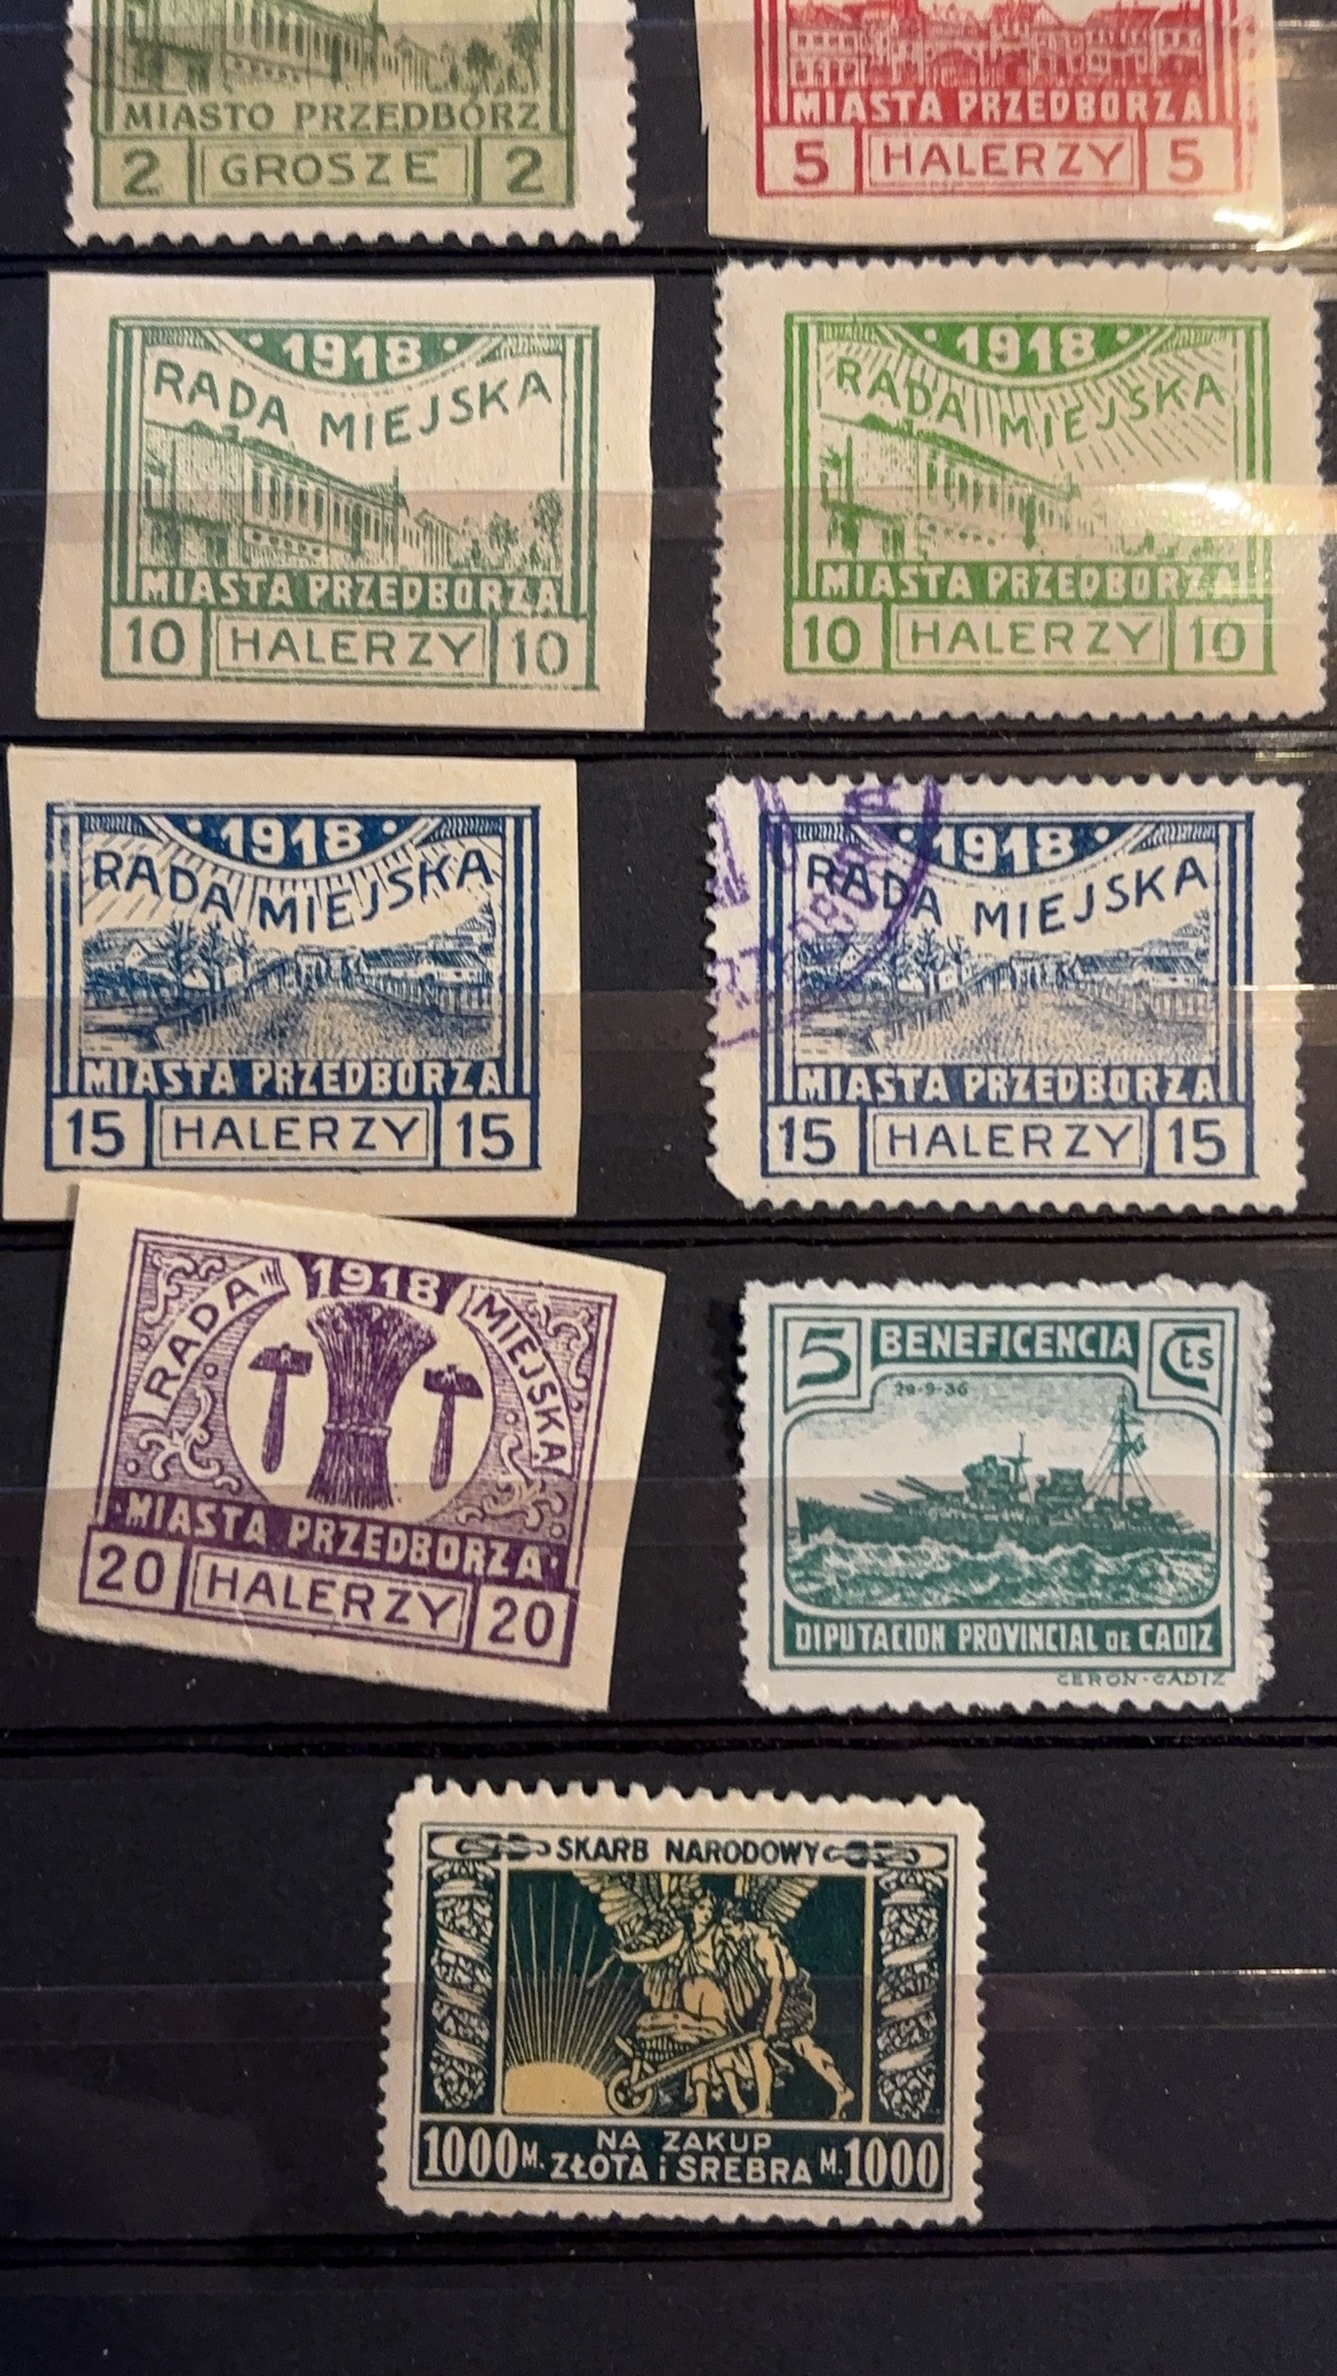 MIASTO PRZEDBÓRZ
2 GROSZE 2
MIASTA PRZEDBORZA
5 HALERZY 5
1918
RADA MIEJSKA
MIASTA PRZEDBORZA
10 HALERZY 10
1918
RADA MIEJSKA
MIASTA PRZEDBORZA
10 HALERZY 10
1918
RADA MIEJSKA
MIASTA PRZEDBORZA
15 HALERZY 15
1918
RADA MIEJSKA
MIASTA PRZEDBORZA
15 HALERZY 15
1918
RADA MIEJSKA
MIASTA PRZEDBORZA
20 HALERZY 20
5 BENEFICENCIA Cts
29-9-36
DIPUTACION PROVINCIAL DE CADIZ
CERON-CADIZ
SKARB NARODOWY
NA ZAKUP
1000 M. ZŁOTA i SREBRA M. 1000